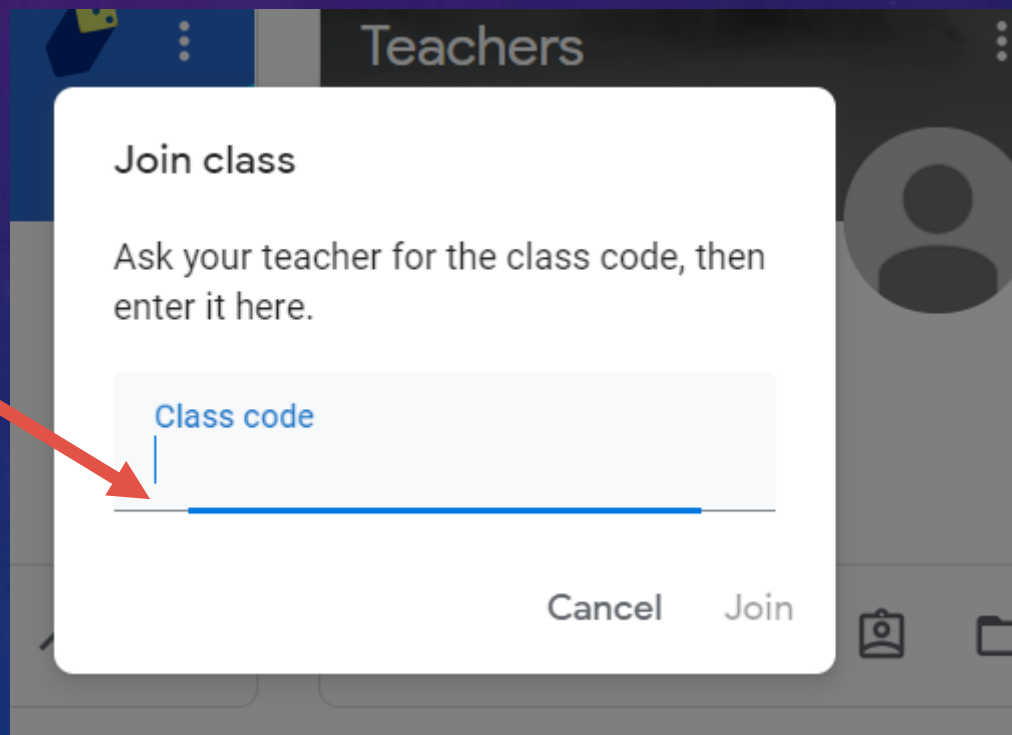 Teachers
Join class
Ask your teacher for the class code, then
enter it here.
Class code
Cancel Join